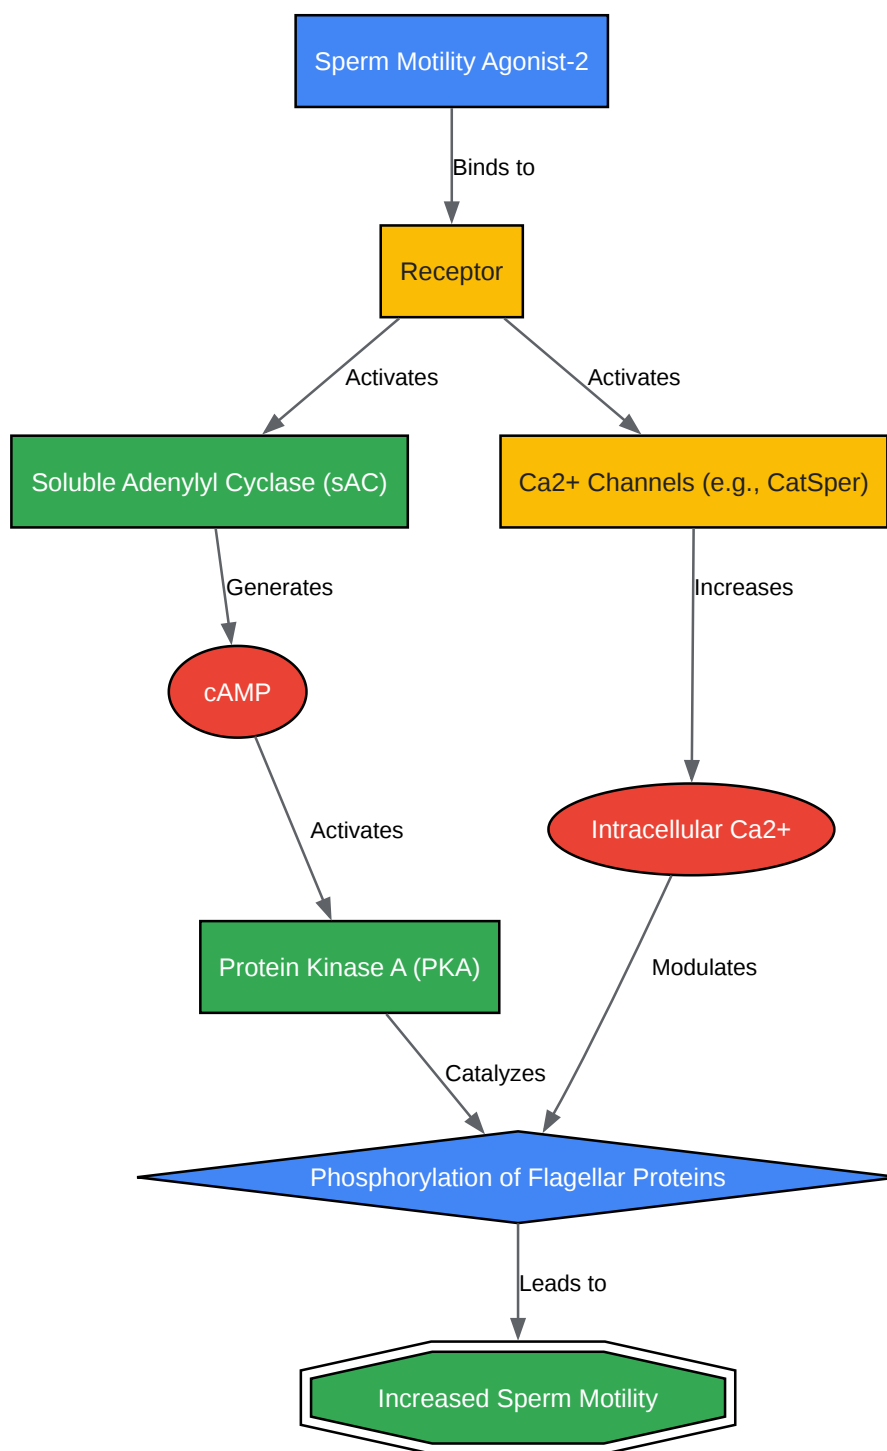 Sperm Motility Agonist-2
Binds to
Receptor
Activates
Activates
Soluble Adenylyl Cyclase (sAC)
Ca2+ Channels (e.g., CatSper)
Generates
Increases
cAMP
Activates
Intracellular Ca2+
Protein Kinase A (PKA)
Modulates
Catalyzes
Phosphorylation of Flagellar Proteins
Leads to
Increased Sperm Motility